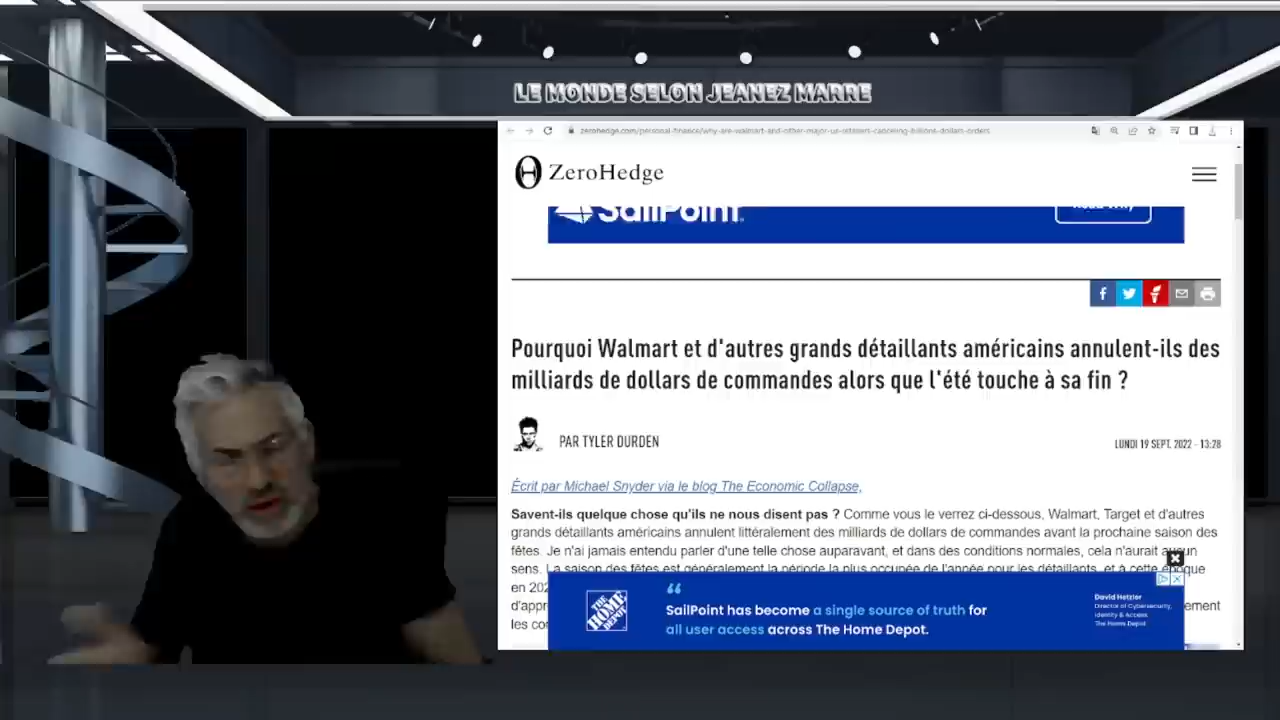 LE MONDE SELON JEANEZ MARRE
zerohedge.com/personal-finance/why-are-walmart-and-other-major-us-retailers-canceling-billions-dollars-orders
ZeroHedge
SailPoint.
Read Why
Pourquoi Walmart et d'autres grands détaillants américains annulent-ils des
milliards de dollars de commandes alors que l'été touche à sa fin ?
PAR TYLER DURDEN
LUNDI 19 SEPT. 2022 - 13:28
Écrit par Michael Snyder via le blog The Economic Collapse,
Savent-ils quelque chose qu'ils ne nous disent pas ? Comme vous le verrez ci-dessous, Walmart, Target et d'autres
grands détaillants américains annulent littéralement des milliards de dollars de commandes avant la prochaine saison des
fêtes. Je n'ai jamais entendu parler d'une telle chose auparavant, et dans des conditions normales, cela n'aurait aucun
sens. La saison des fêtes est généralement la période la plus occupée de l'année pour les détaillants, et à cette époque
en 202
d'appr
ement
les co
THE HOME DEPOT
“
SailPoint has become a single source of truth for
all user access across The Home Depot.
David Hetzler
Director of Cybersecurity,
Identity & Access
The Home Depot